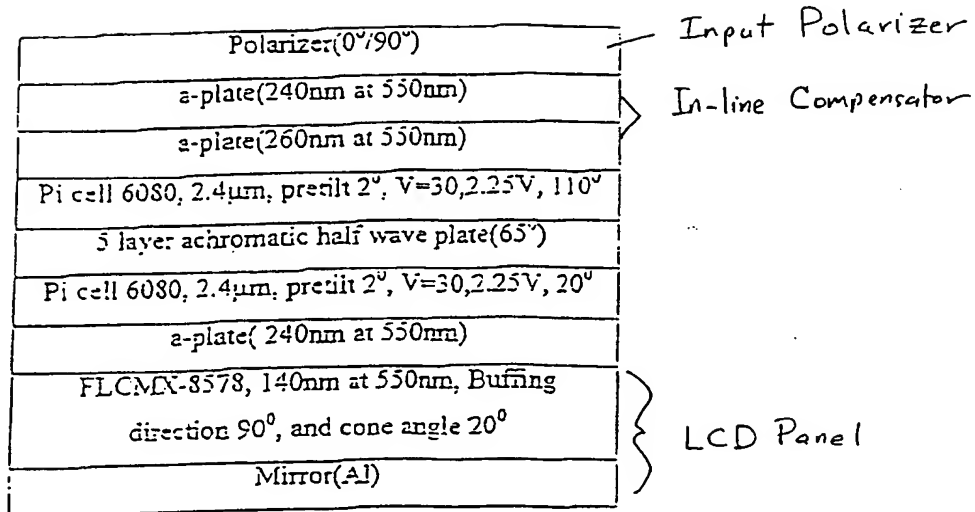 Polarizer(0°/90°)
Input Polarizer
a-plate(240nm at 550nm)
In-line Compensator
a-plate(260nm at 550nm)
Pi cell 6080, 2.4μm, pretilt 2°, V=30,2.25V, 110°
5 layer achromatic half wave plate(65°)
Pi cell 6080, 2.4μm, pretilt 2°, V=30,2.25V, 20°
a-plate( 240nm at 550nm)
FLCMX-8578, 140nm at 550nm, Buffing
direction 90⁰, and cone angle 20⁰
LCD Panel
Mirror(Al)